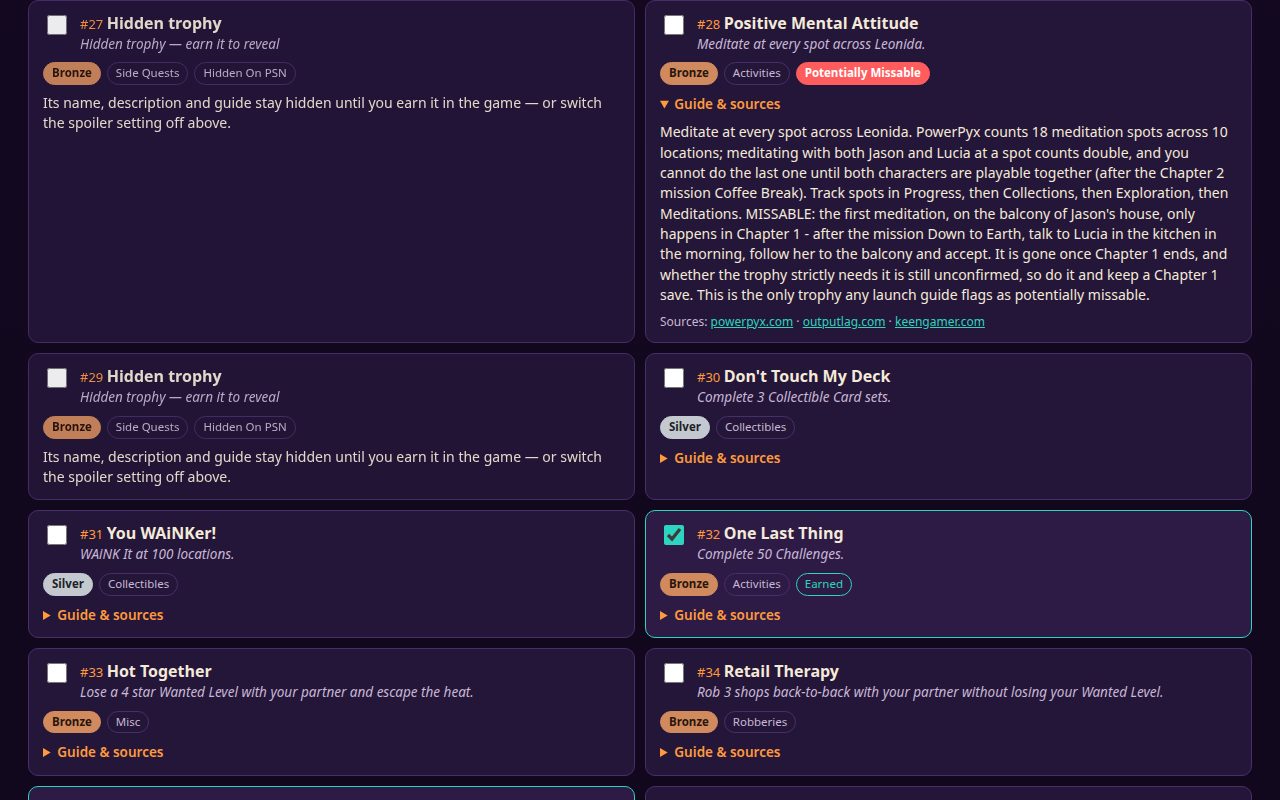 #27 Hidden trophy
Hidden trophy — earn it to reveal
Bronze Side Quests Hidden On PSN
Its name, description and guide stay hidden until you earn it in the game — or switch
the spoiler setting off above.
#28 Positive Mental Attitude
Meditate at every spot across Leonida.
Bronze Activities Potentially Missable
▼ Guide & sources
Meditate at every spot across Leonida. PowerPyx counts 18 meditation spots across 10
locations; meditating with both Jason and Lucia at a spot counts double, and you
cannot do the last one until both characters are playable together (after the Chapter 2
mission Coffee Break). Track spots in Progress, then Collections, then Exploration, then
Meditations. MISSABLE: the first meditation, on the balcony of Jason's house, only
happens in Chapter 1 - after the mission Down to Earth, talk to Lucia in the kitchen in
the morning, follow her to the balcony and accept. It is gone once Chapter 1 ends, and
whether the trophy strictly needs it is still unconfirmed, so do it and keep a Chapter 1
save. This is the only trophy any launch guide flags as potentially missable.
Sources: powerpyx.com · outputlag.com · keengamer.com
#29 Hidden trophy
Hidden trophy — earn it to reveal
Bronze Side Quests Hidden On PSN
Its name, description and guide stay hidden until you earn it in the game — or switch
the spoiler setting off above.
#30 Don't Touch My Deck
Complete 3 Collectible Card sets.
Silver Collectibles
▶ Guide & sources
#31 You WAiNKer!
WAiNK It at 100 locations.
Silver Collectibles
▶ Guide & sources
#32 One Last Thing
Complete 50 Challenges.
Bronze Activities Earned
▶ Guide & sources
#33 Hot Together
Lose a 4 star Wanted Level with your partner and escape the heat.
Bronze Misc
▶ Guide & sources
#34 Retail Therapy
Rob 3 shops back-to-back with your partner without losing your Wanted Level.
Bronze Robberies
▶ Guide & sources